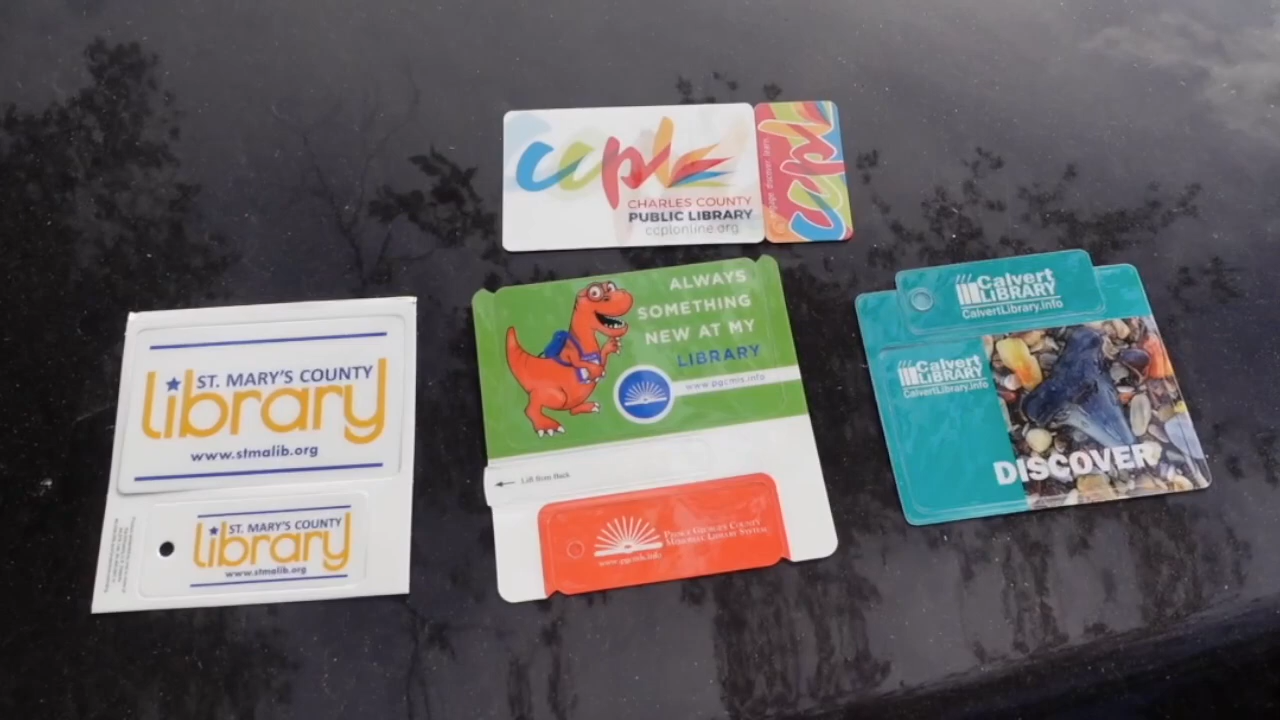 ccpl
CHARLES COUNTY
PUBLIC LIBRARY
ccplonline.org
ccpl
ALWAYS
SOMETHING
NEW AT MY
LIBRARY
www.pgcmls.info
Lift from Back
PRINCE GEORGE'S COUNTY
MEMORIAL LIBRARY SYSTEM
www.pgcmls.info
Calvert
LIBRARY
CalvertLibrary.info
Calvert
LIBRARY
CalvertLibrary.info
DISCOVER
ST. MARY'S COUNTY
library
www.stmalib.org
ST. MARY'S COUNTY
library
www.stmalib.org